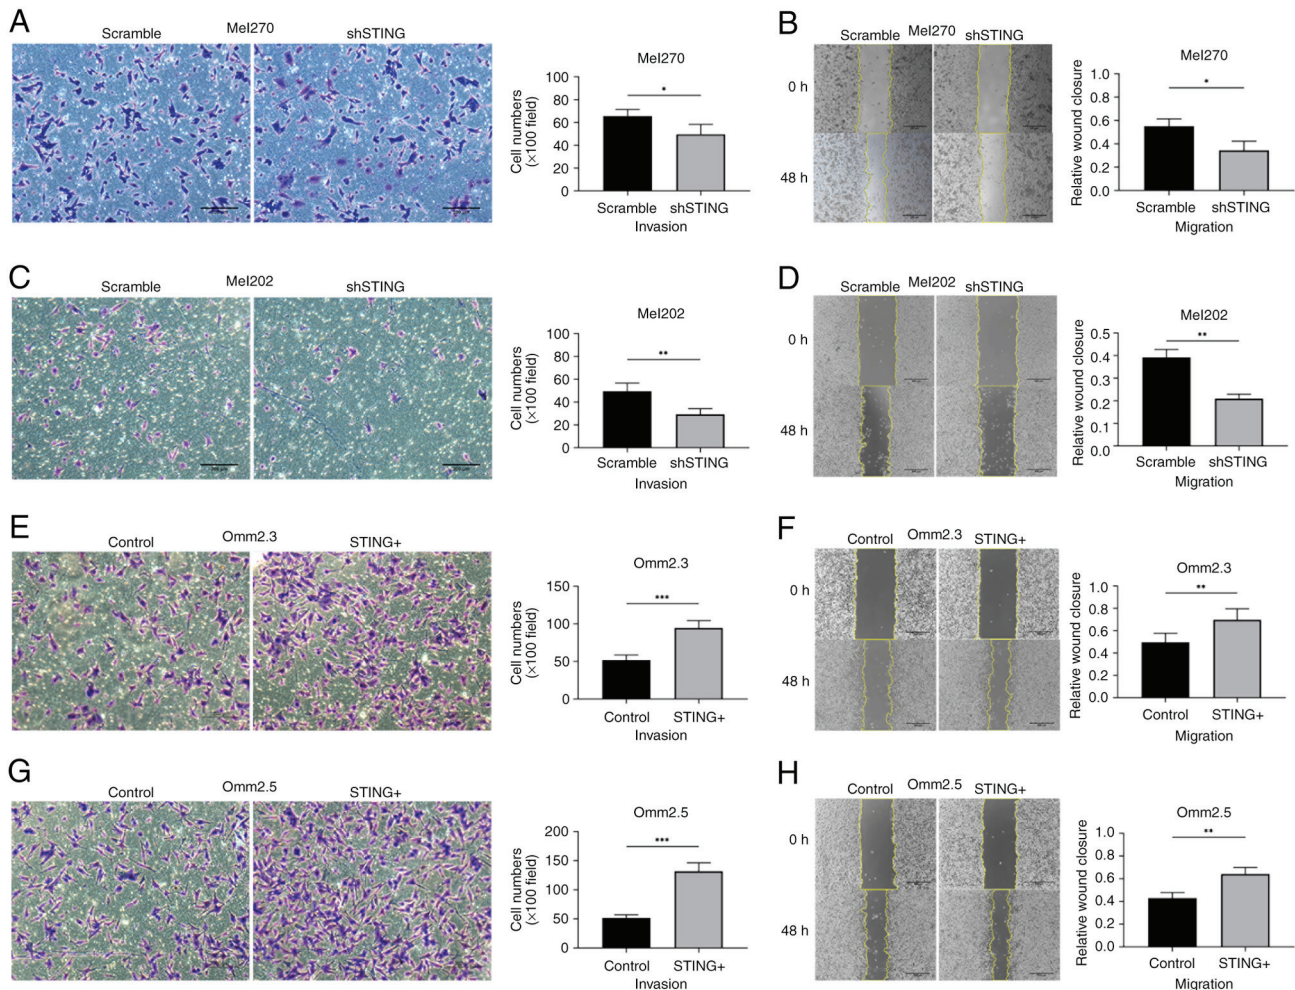 A
Scramble Mel270 shSTING
Mel270
Cell numbers
(×100 field)
100
80
60
40
20
0
*
Scramble shSTING
Invasion
B
Scramble Mel270 shSTING
0 h
48 h
Mel270
Relative wound closure
1.0
0.8
0.6
0.4
0.2
0.0
*
Scramble shSTING
Migration
C
Scramble Mel202 shSTING
Mel202
Cell numbers
(×100 field)
100
80
60
40
20
0
**
Scramble shSTING
Invasion
D
Scramble Mel202 shSTING
0 h
48 h
Mel202
Relative wound closure
0.5
0.4
0.3
0.2
0.2
0.1
0.0
**
Scramble shSTING
Migration
E
Control Omm2.3 STING+
Omm2.3
Cell numbers
(×100 field)
150
100
50
0
***
Control STING+
Invasion
F
Control Omm2.3 STING+
0 h
48 h
Omm2.3
Relative wound closure
1.0
0.8
0.6
0.4
0.2
0.0
**
Control STING+
Migration
G
Control Omm2.5 STING+
Omm2.5
Cell numbers
(×100 field)
200
150
100
50
0
***
Control STING+
Invasion
H
Control Omm2.5 STING+
0 h
48 h
Omm2.5
Relative wound closure
1.0
0.8
0.6
0.4
0.2
0.0
**
Control STING+
Migration